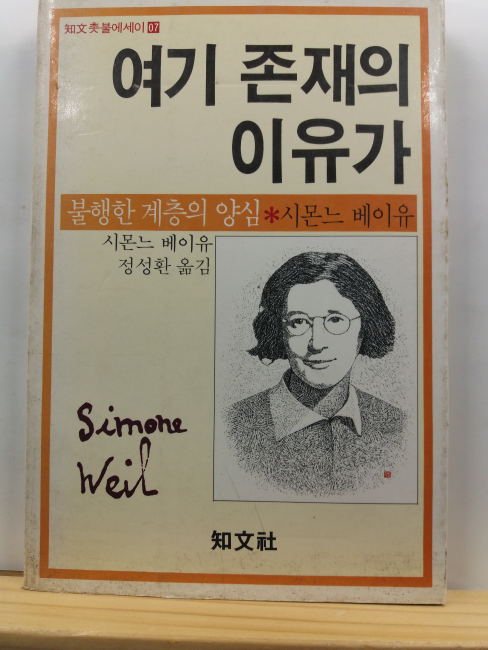 知文촛불에세이 07
여기 존재의
이유가
불행한 계층의 양심*시몬느 베이유
시몬느 베이유
정성환 옮김
Simone
Weil
知文社